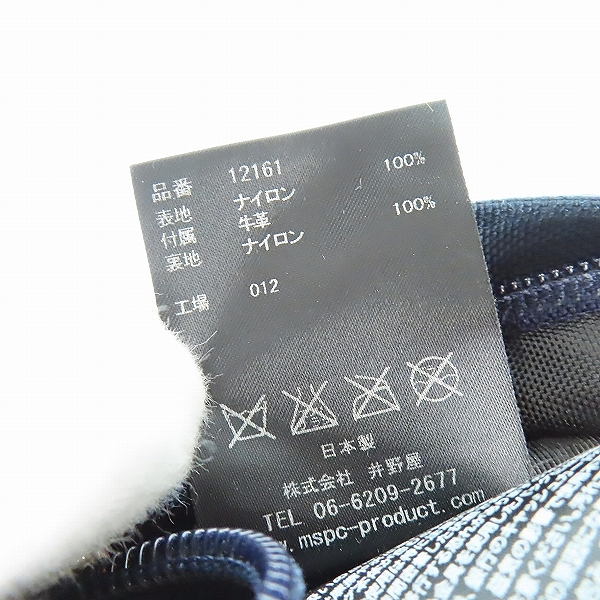 品番 12161
表地 ナイロン 100%
付属 牛革
裏地 ナイロン 100%
工場 012
日本製
株式会社 井野屋
TEL 06-6209-2677
www.mspc-product.com